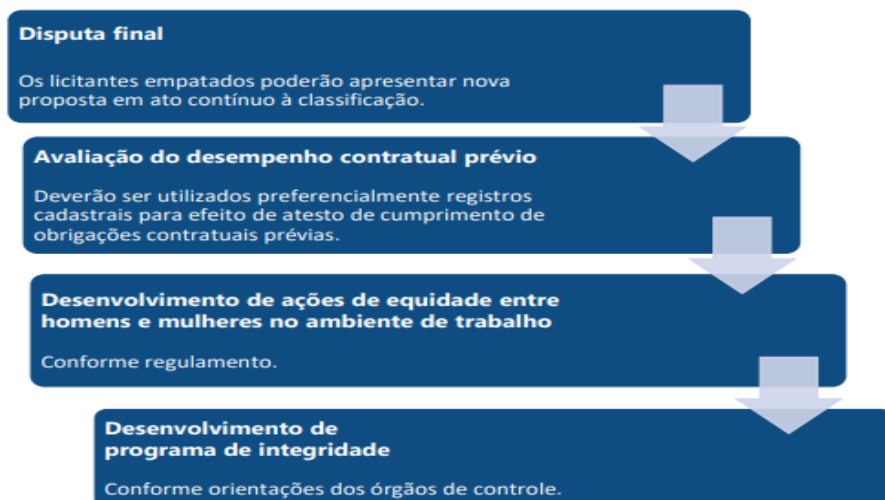 Disputa final
Os licitantes empatados poderão apresentar nova
proposta em ato contínuo à classificação.
Avaliação do desempenho contratual prévio
Deverão ser utilizados preferencialmente registros
cadastrais para efeito de atesto de cumprimento de
obrigações contratuais prévias.
Desenvolvimento de ações de equidade entre
homens e mulheres no ambiente de trabalho
Conforme regulamento.
Desenvolvimento de
programa de integridade
Conforme orientações dos órgãos de controle.